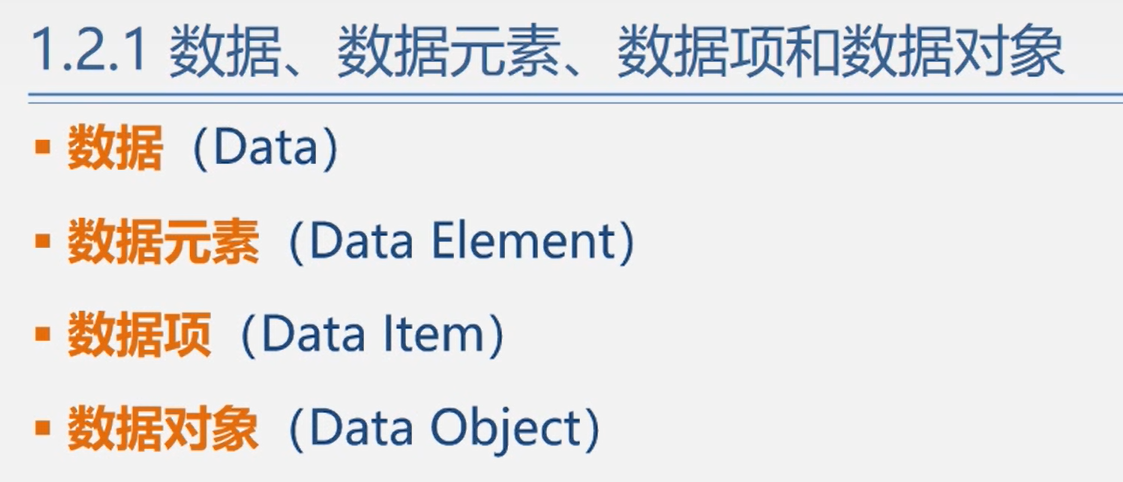 1.2.1 数据、数据元素、数据项和数据对象
▪ 数据（Data）
▪ 数据元素（Data Element）
▪ 数据项（Data Item）
▪ 数据对象（Data Object）